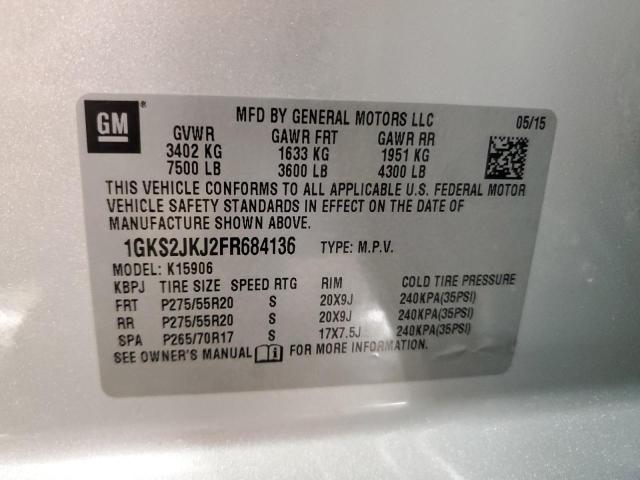 GM ®
MFD BY GENERAL MOTORS LLC 05/15
GVWR GAWR FRT GAWR RR
3402 KG 1633 KG 1951 KG
7500 LB 3600 LB 4300 LB
THIS VEHICLE CONFORMS TO ALL APPLICABLE U.S. FEDERAL MOTOR
VEHICLE SAFETY STANDARDS IN EFFECT ON THE DATE OF
MANUFACTURE SHOWN ABOVE.
1GKS2JKJ2FR684136 TYPE: M.P.V.
MODEL: K15906
KBPJ TIRE SIZE SPEED RTG RIM COLD TIRE PRESSURE
FRT P275/55R20 S 20X9J 240KPA(35PSI)
RR P275/55R20 S 20X9J 240KPA(35PSI)
SPA P265/70R17 S 17X7.5J 240KPA(35PSI)
SEE OWNER'S MANUAL i FOR MORE INFORMATION.